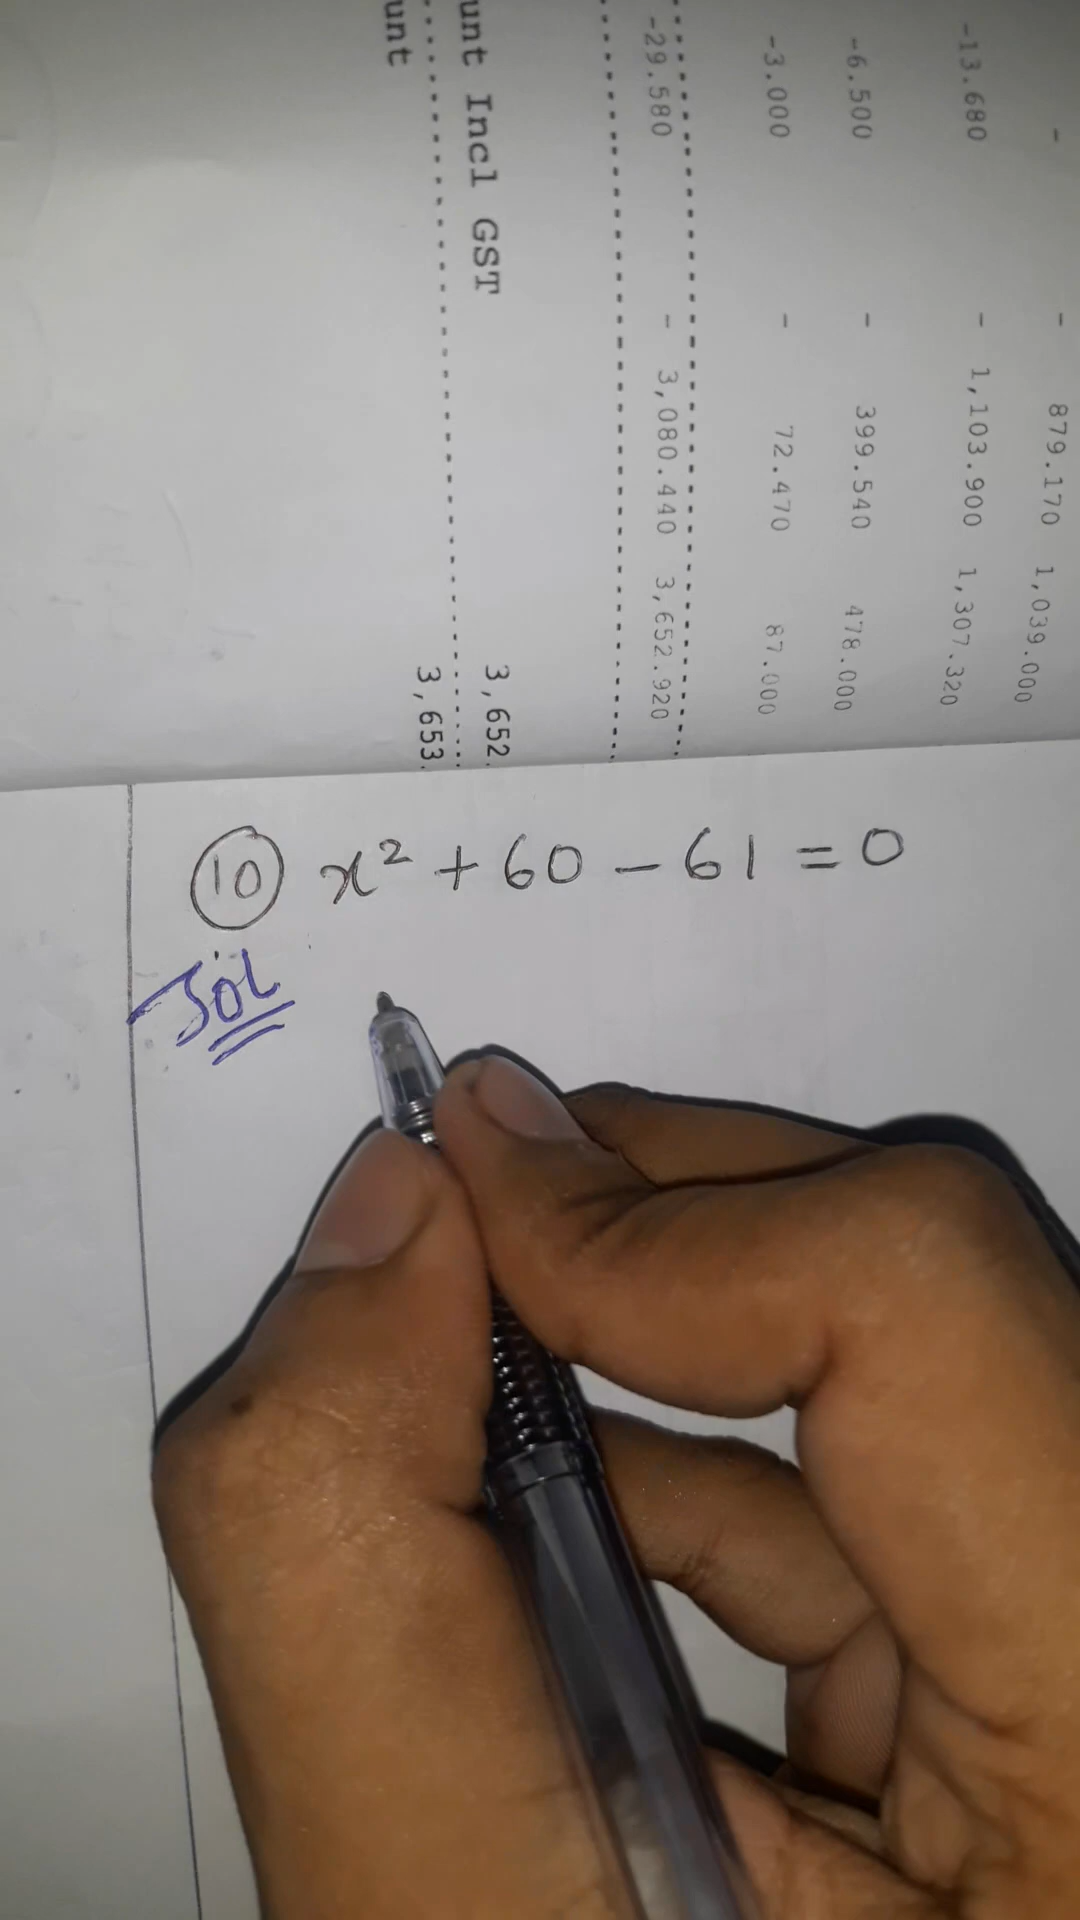 - - 879.170 1,039.000
-13.680 - 1,103.900 1,307.320
-6.500 - 399.540 478.000
-3.000 - 72.470 87.000
-29.580 - 3,080.440 3,652.920
unt Incl GST 3,652.
unt 3,653.
10 x² + 60 - 61 = 0
Sol